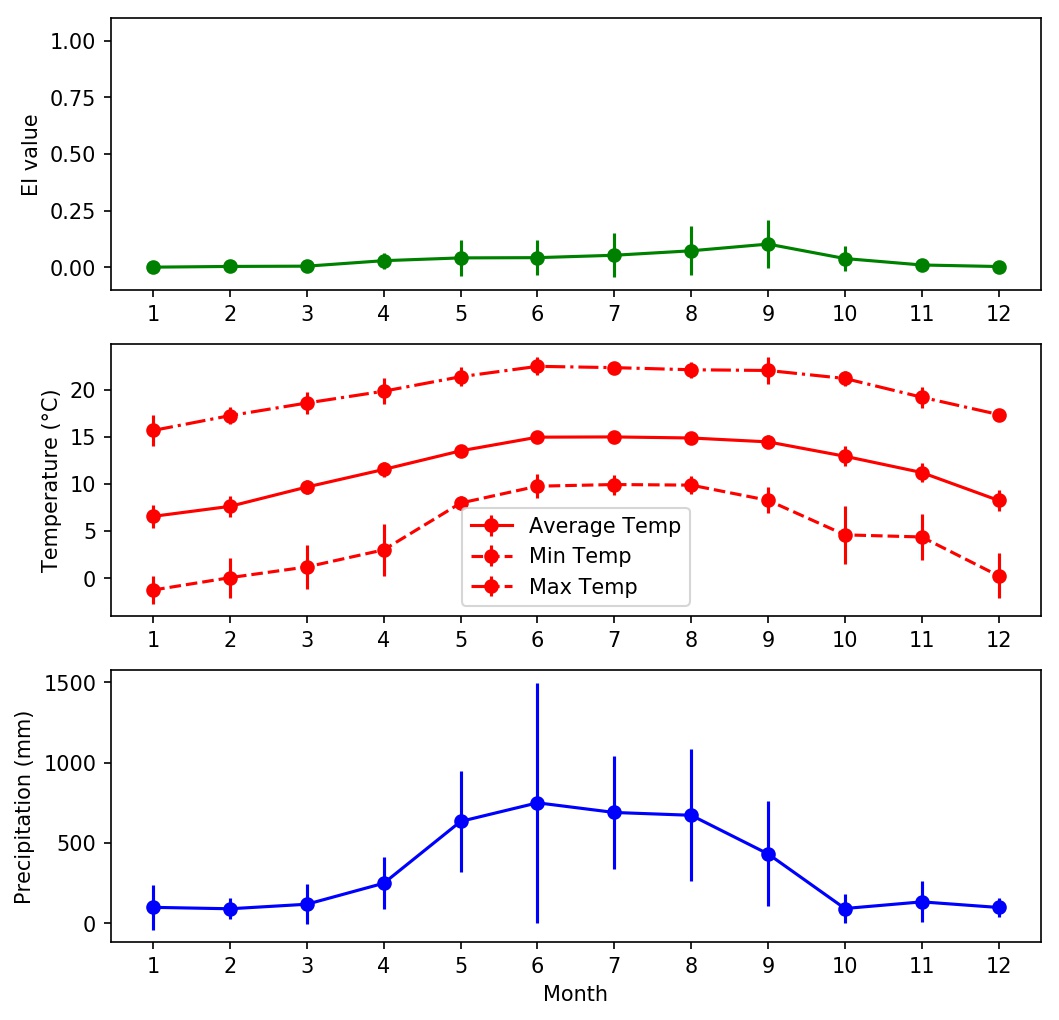 EI value
1.00
0.75
0.50
0.25
0.00
1 2 3 4 5 6 7 8 9 10 11 12
Temperature (°C)
20
15
10
5
0
Average Temp
Min Temp
Max Temp
1 2 3 4 5 6 7 8 9 10 11 12
Precipitation (mm)
1500
1000
500
0
1 2 3 4 5 6 7 8 9 10 11 12
Month